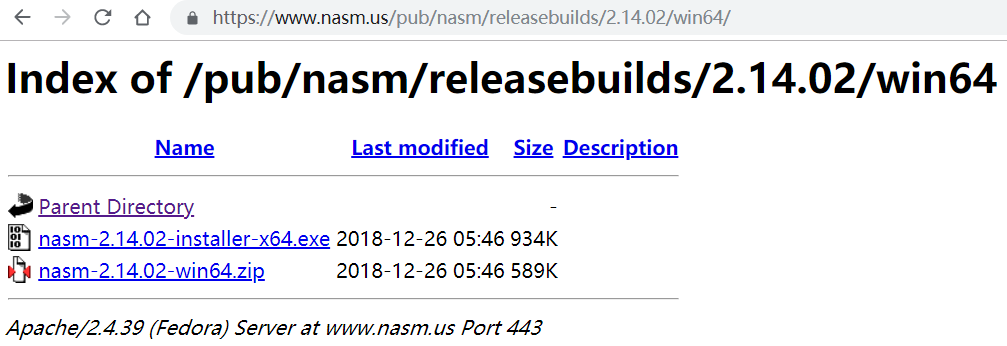 https://www.nasm.us/pub/nasm/releasebuilds/2.14.02/win64/
Index of /pub/nasm/releasebuilds/2.14.02/win64
Name Last modified Size Description
Parent Directory -
nasm-2.14.02-installer-x64.exe 2018-12-26 05:46 934K
nasm-2.14.02-win64.zip 2018-12-26 05:46 589K
Apache/2.4.39 (Fedora) Server at www.nasm.us Port 443